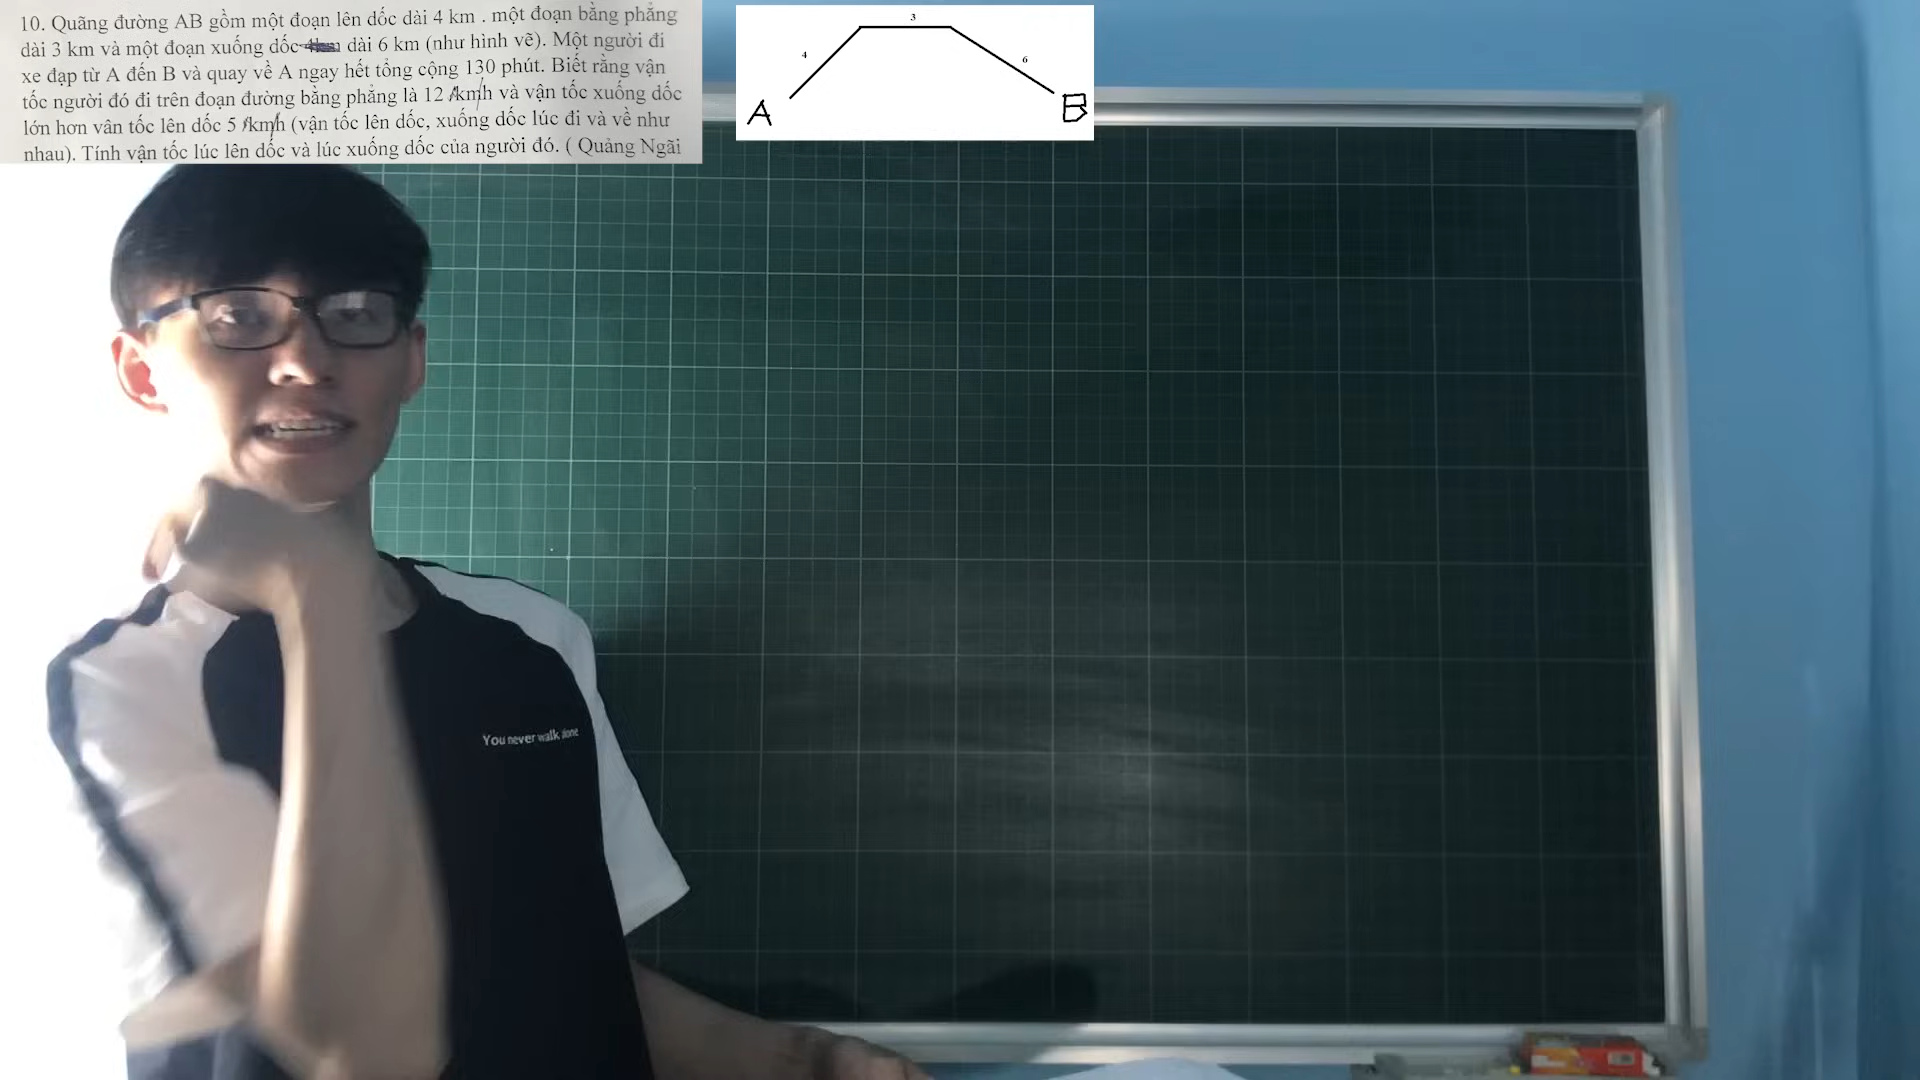 10. Quãng đường AB gồm một đoạn lên dốc dài 4 km . một đoạn bằng phẳng
dài 3 km và một đoạn xuống dốc dài 6 km (như hình vẽ). Một người đi
xe đạp từ A đến B và quay về A ngay hết tổng cộng 130 phút. Biết rằng vận
tốc người đó đi trên đoạn đường bằng phẳng là 12 km/h và vận tốc xuống dốc
lớn hơn vân tốc lên dốc 5 km/h (vận tốc lên dốc, xuống dốc lúc đi và về như
nhau). Tính vận tốc lúc lên dốc và lúc xuống dốc của người đó. ( Quảng Ngãi
3
4
6
A
B
You never walk alone